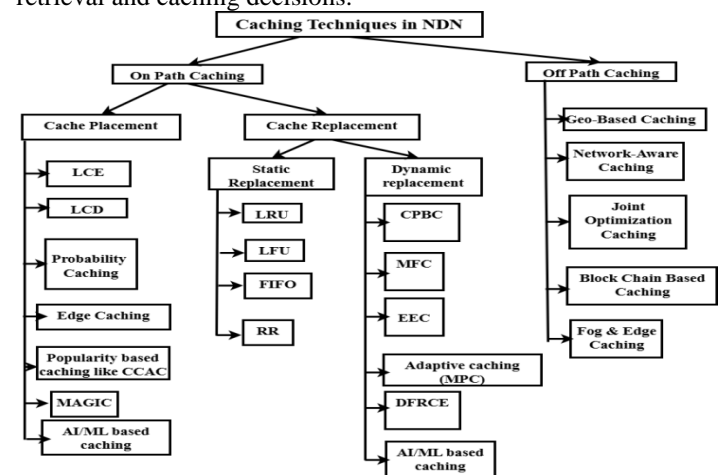 retrieval and caching decisions.
Caching Techniques in NDN
On Path Caching
Off Path Caching
Cache Placement
Cache Replacement
LCE
LCD
Probability
Caching
Edge Caching
Popularity based
caching like CCAC
MAGIC
AI/ML based
caching
Static
Replacement
LRU
LFU
FIFO
RR
Dynamic
replacement
CPBC
MFC
EEC
Adaptive caching
(MPC)
DFRCE
AI/ML based
caching
Geo-Based Caching
Network-Aware
Caching
Joint
Optimization
Caching
Block Chain Based
Caching
Fog & Edge
Caching